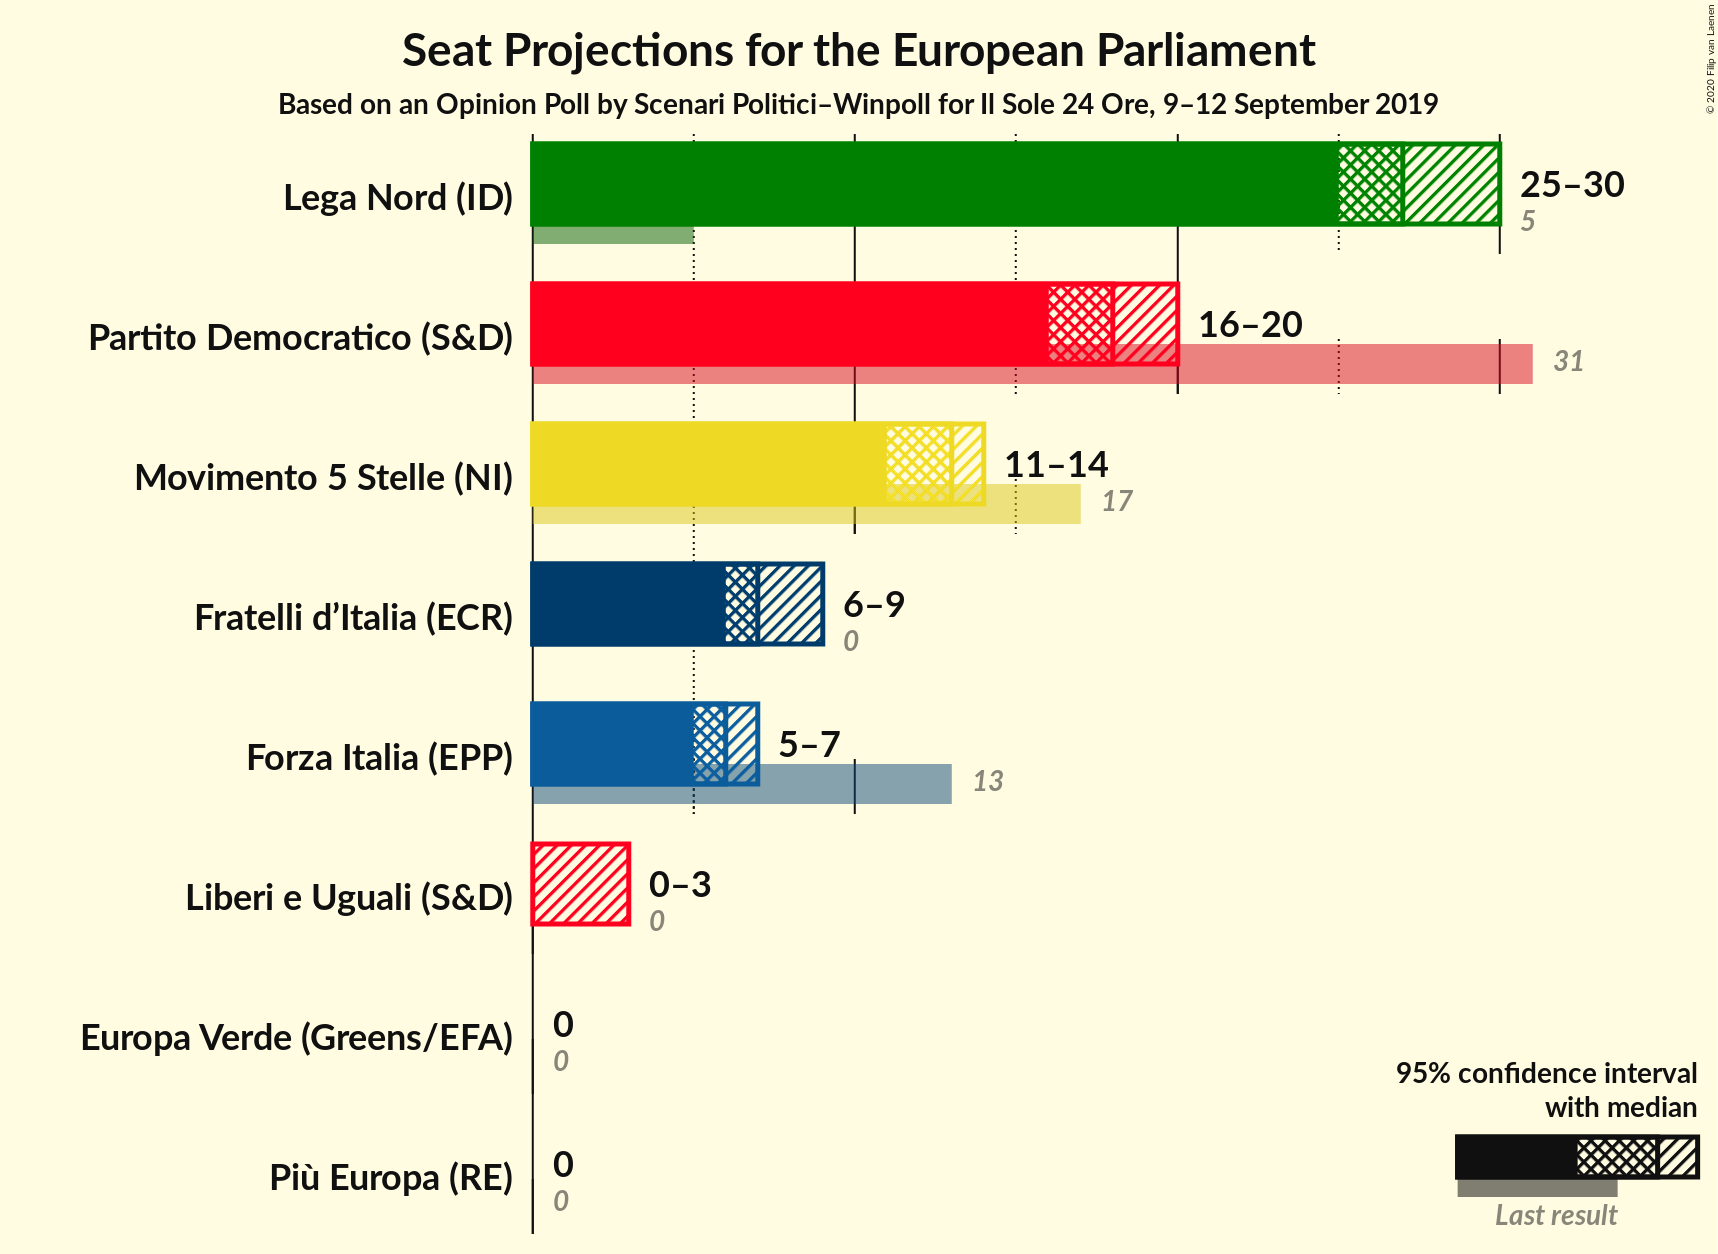 Seat Projections for the European Parliament
Based on an Opinion Poll by Scenari Politici–Winpoll for Il Sole 24 Ore, 9–12 September 2019
© 2020 Filip van Laenen
Lega Nord (ID)
25–30
5
Partito Democratico (S&D)
16–20
31
Movimento 5 Stelle (NI)
11–14
17
Fratelli d’Italia (ECR)
6–9
0
Forza Italia (EPP)
5–7
13
Liberi e Uguali (S&D)
0–3
0
Europa Verde (Greens/EFA)
0
0
Più Europa (RE)
0
0
95% confidence interval
with median
Last result